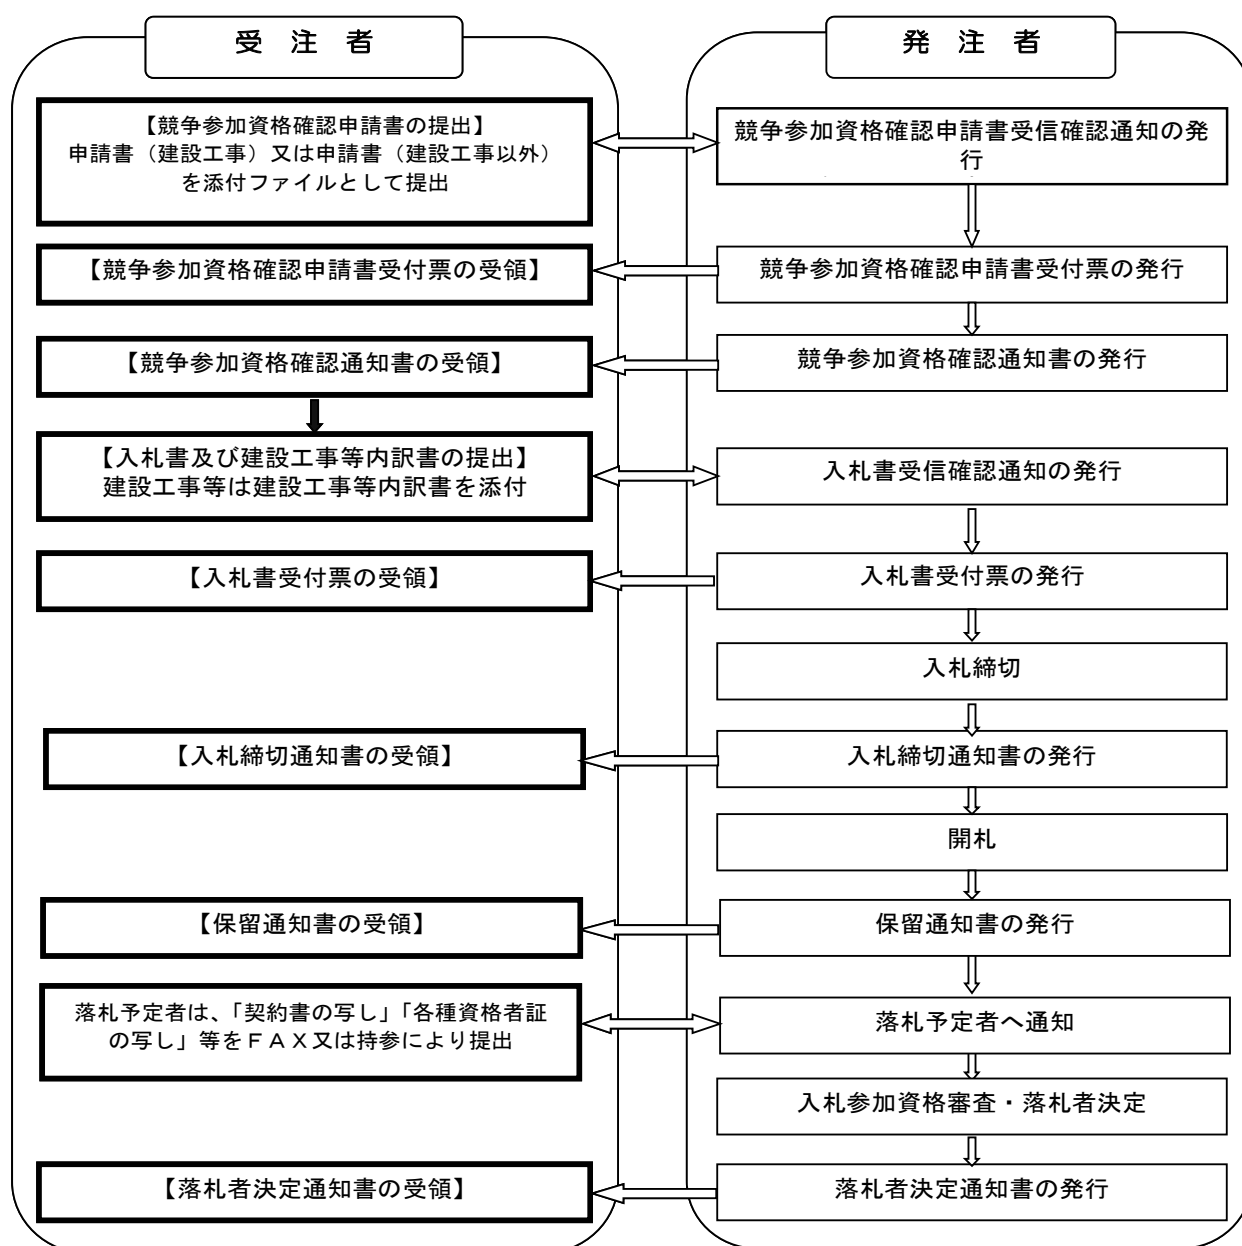 受 注 者
発 注 者
【競争参加資格確認申請書の提出】
申請書（建設工事）又は申請書（建設工事以外）
を添付ファイルとして提出
競争参加資格確認申請書受信確認通知の発
行
【競争参加資格確認申請書受付票の受領】
競争参加資格確認申請書受付票の発行
【競争参加資格確認通知書の受領】
競争参加資格確認通知書の発行
【入札書及び建設工事等内訳書の提出】
建設工事等は建設工事等内訳書を添付
入札書受信確認通知の発行
【入札書受付票の受領】
入札書受付票の発行
入札締切
【入札締切通知書の受領】
入札締切通知書の発行
開札
【保留通知書の受領】
保留通知書の発行
落札予定者は、「契約書の写し」「各種資格者証
の写し」等をＦＡＸ又は持参により提出
落札予定者へ通知
入札参加資格審査・落札者決定
【落札者決定通知書の受領】
落札者決定通知書の発行